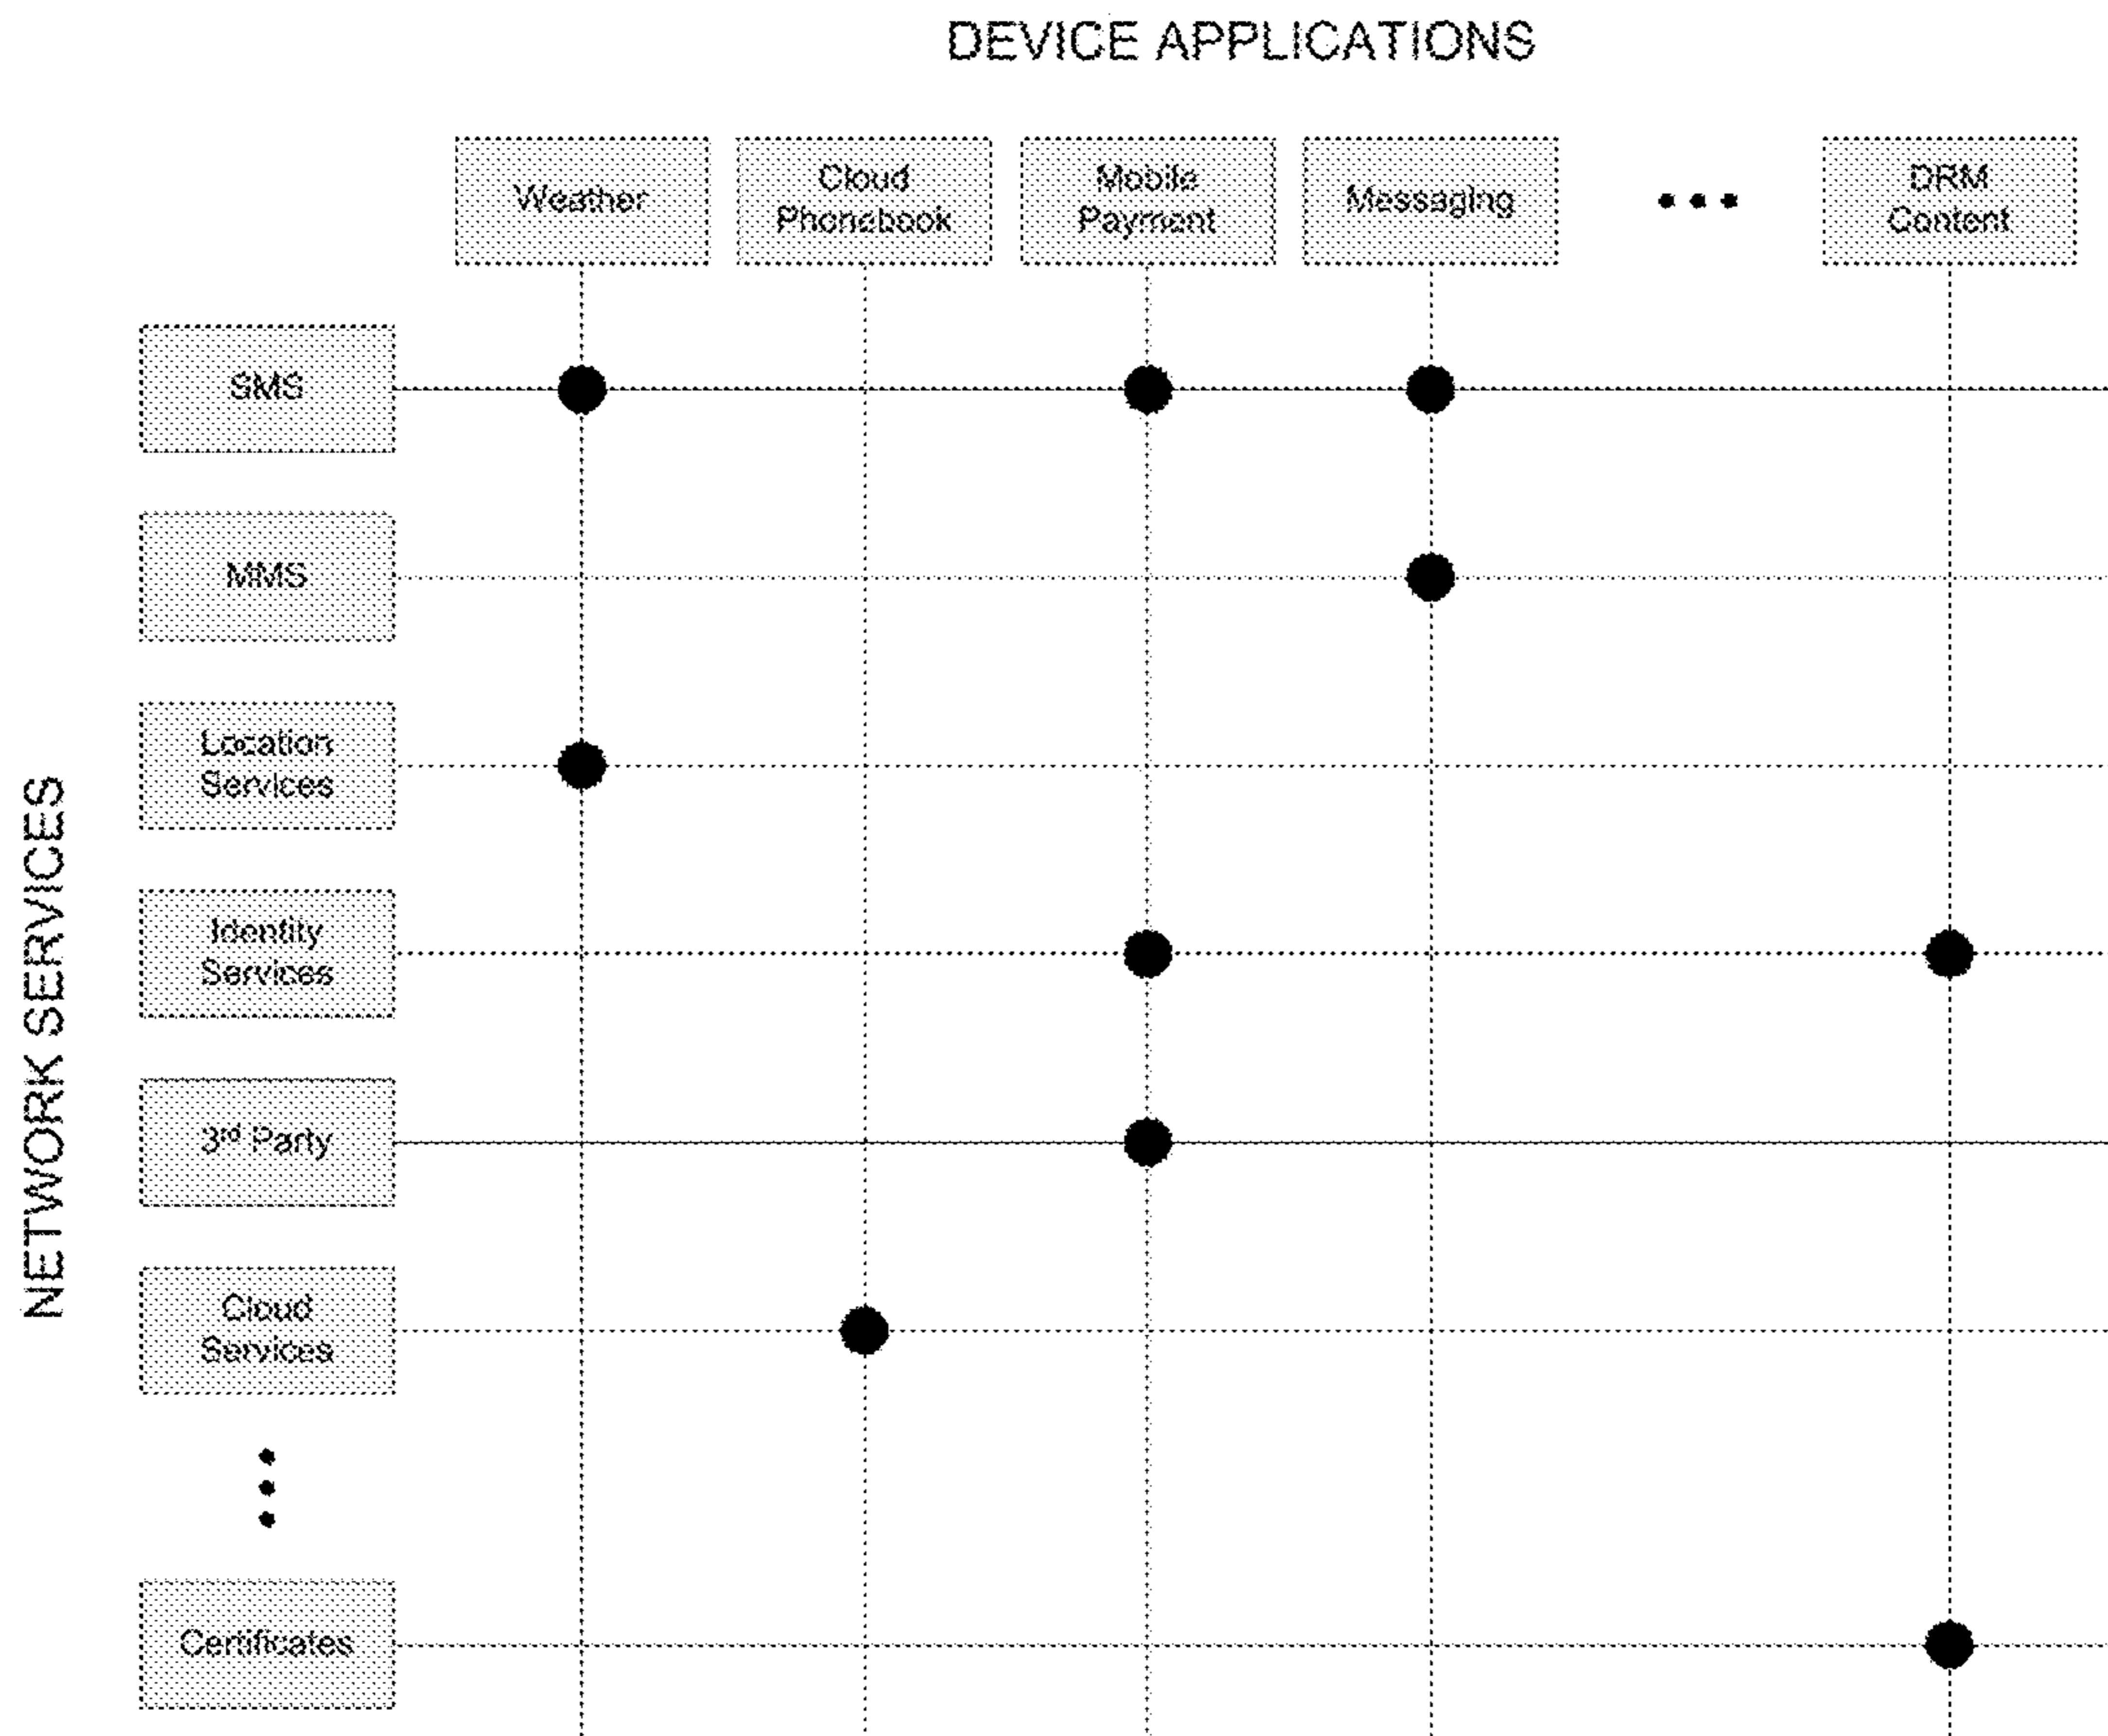 DEVICE APPLICATIONS
Weather
Cloud
Phonebook
Mobile
Payment
Messaging
DRM
Content
NETWORK SERVICES
SMS
MMS
Location
Services
Identity
Services
3rd Party
Cloud
Services
Certificates